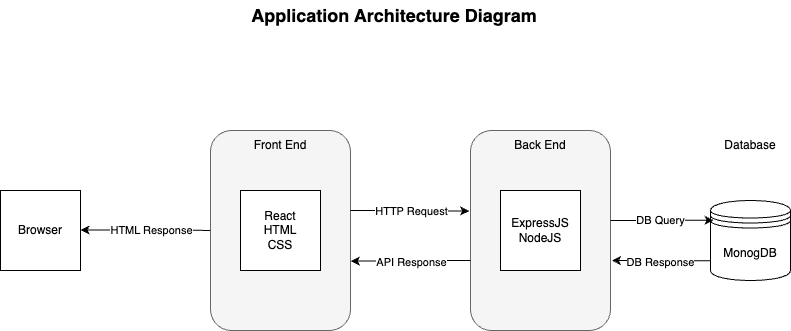 Application Architecture Diagram
Front End
Back End
Database
React
HTML
CSS
HTTP Request
ExpressJS
NodeJS
DB Query
Browser
HTML Response
MonogDB
API Response
DB Response